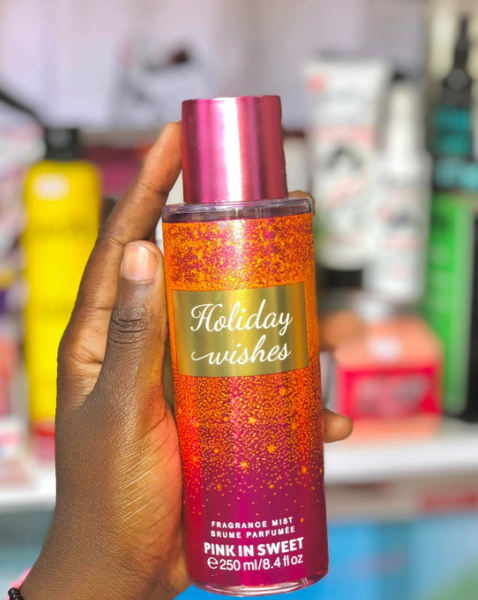 Holiday
wishes
FRAGRANCE MIST
BRUME PARFUMÉE
PINK IN SWEET
℮250 ml/8.4 fl oz